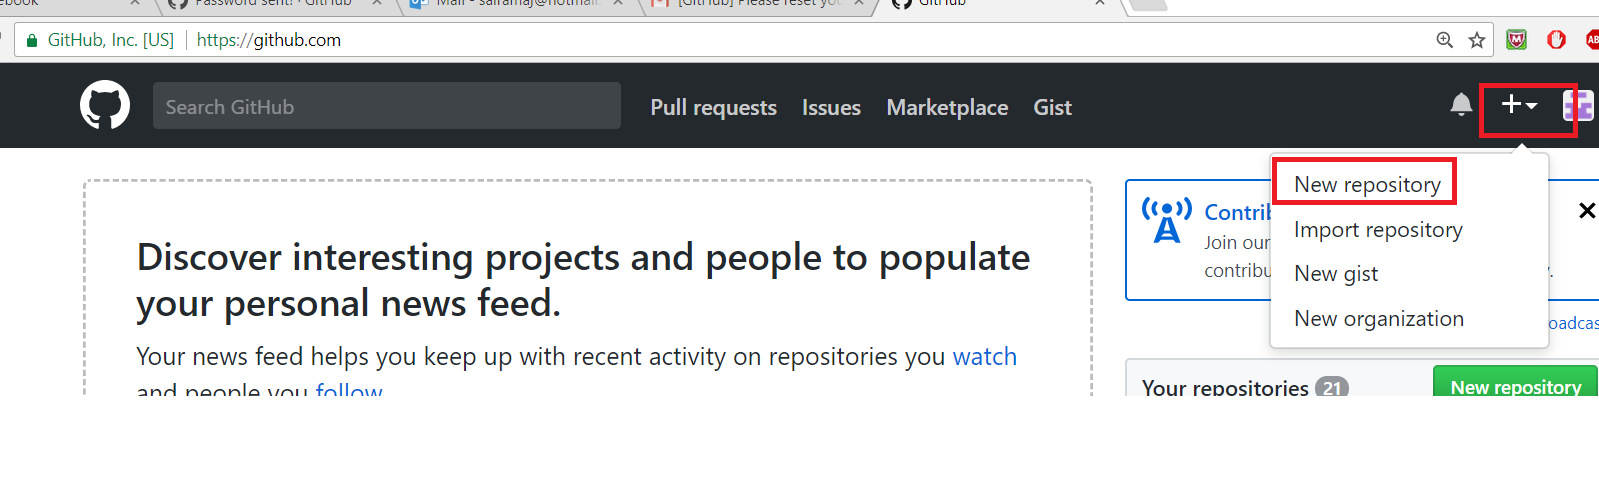 ebook Password sent! · GitHub Mail - sairamaj@hotmail. [GitHub] Please reset you GitHub
GitHub, Inc. [US] https://github.com
Search GitHub Pull requests Issues Marketplace Gist
New repository
Import repository
New gist
New organization
Discover interesting projects and people to populate
your personal news feed.
Your news feed helps you keep up with recent activity on repositories you watch
and people you follow
Contrib
Join our
contribu
oadcas
Your repositories 21 New repository